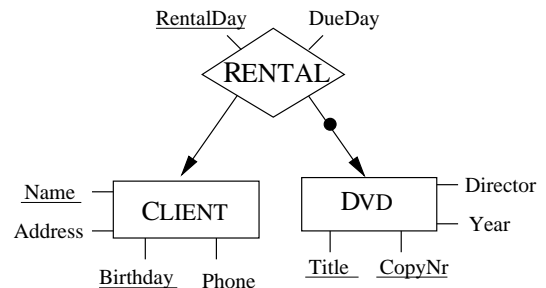 RentalDay
DueDay
RENTAL
Name
Address
CLIENT
Birthday
Phone
DVD
Director
Year
Title
CopyNr